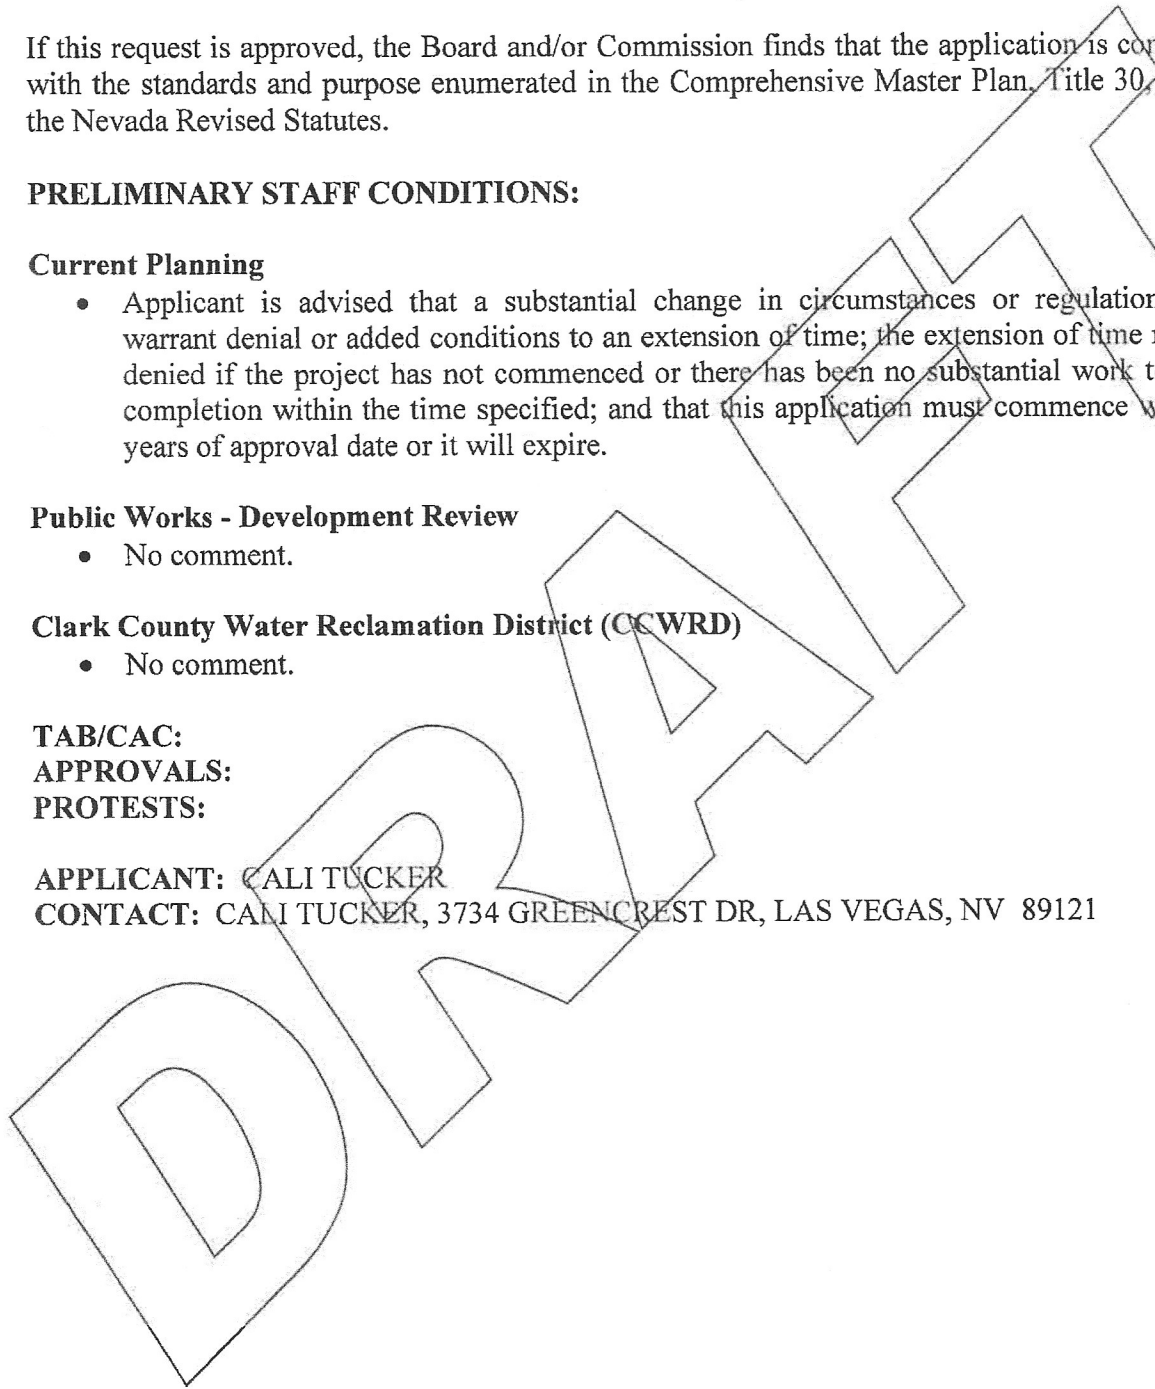 If this request is approved, the Board and/or Commission finds that the application is
with the standards and purpose enumerated in the Comprehensive Master Plan, Title 30,
the Nevada Revised Statutes.
PRELIMINARY STAFF CONDITIONS:
Current Planning
• Applicant is advised that a substantial change in circumstances or regulation
warrant denial or added conditions to an extension of time; the extension of time
denied if the project has not commenced or there has been no substantial work
completion within the time specified; and that this application must commence
years of approval date or it will expire.
Public Works - Development Review
• No comment.
Clark County Water Reclamation District (CCWRD)
• No comment.
TAB/CAC:
APPROVALS:
PROTESTS:
APPLICANT: CALI TUCKER
CONTACT: CALI TUCKER, 3734 GREENCREST DR, LAS VEGAS, NV 89121
DRAFT